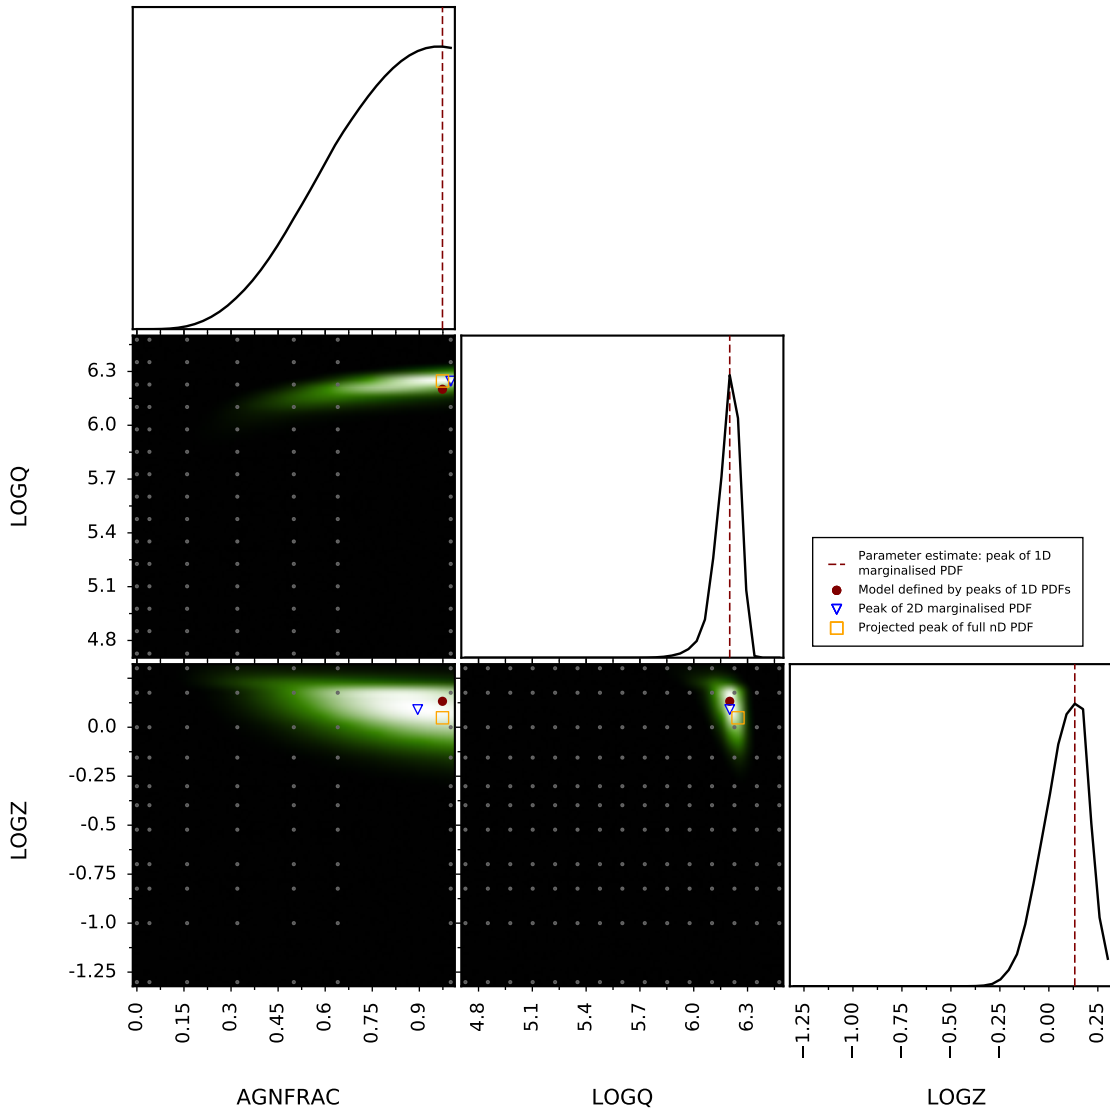 6.3
6.0
5.7
5.4
5.1
4.8
LOGQ
Parameter estimate: peak of 1D
marginalised PDF
Model defined by peaks of 1D PDFs
Peak of 2D marginalised PDF
Projected peak of full nD PDF
0.0
-0.25
-0.5
-0.75
-1.0
-1.25
LOGZ
0.0 0.15 0.3 0.45 0.6 0.75 0.9
4.8 5.1 5.4 5.7 6.0 6.3
−1.25 −1.00 −0.75 −0.50 −0.25 0.00 0.25
AGNFRAC LOGQ LOGZ